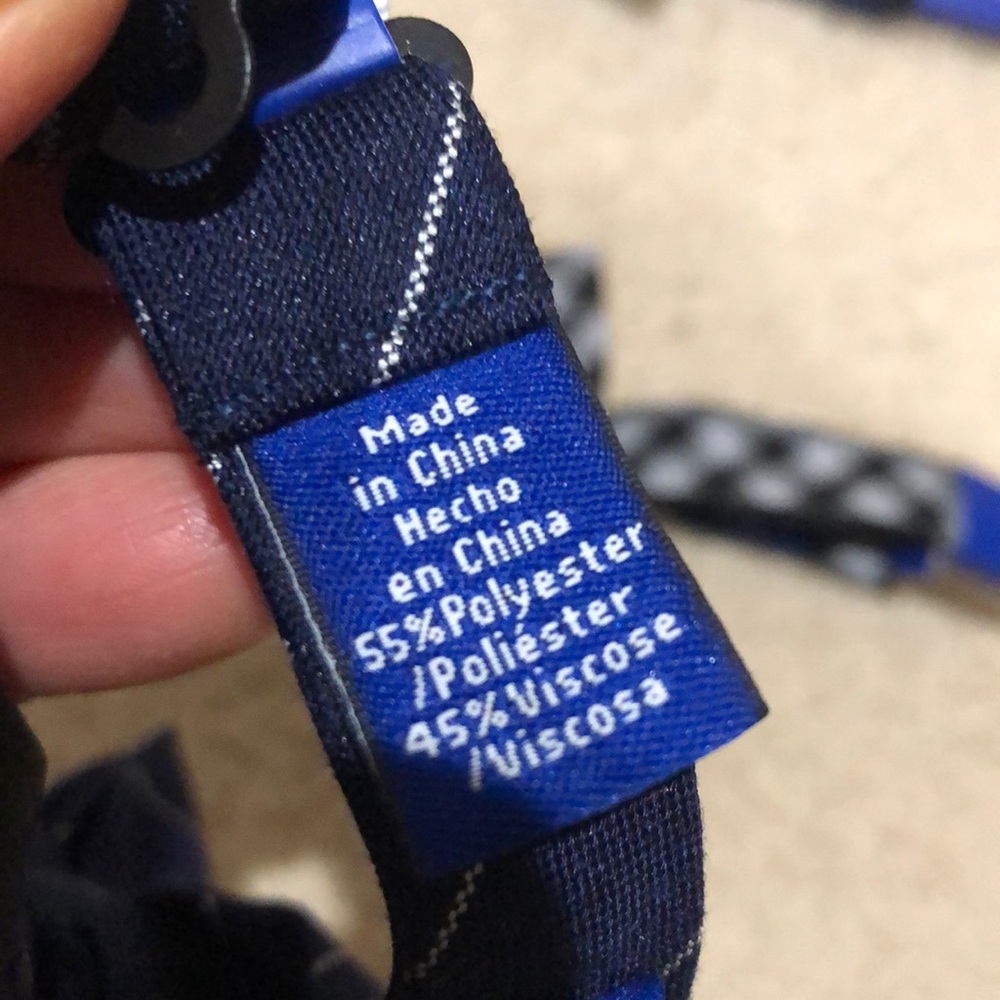 Made
in China
Hecho
en China
55%Polyester
/Poliéster
45%Viscose
/Viscosa